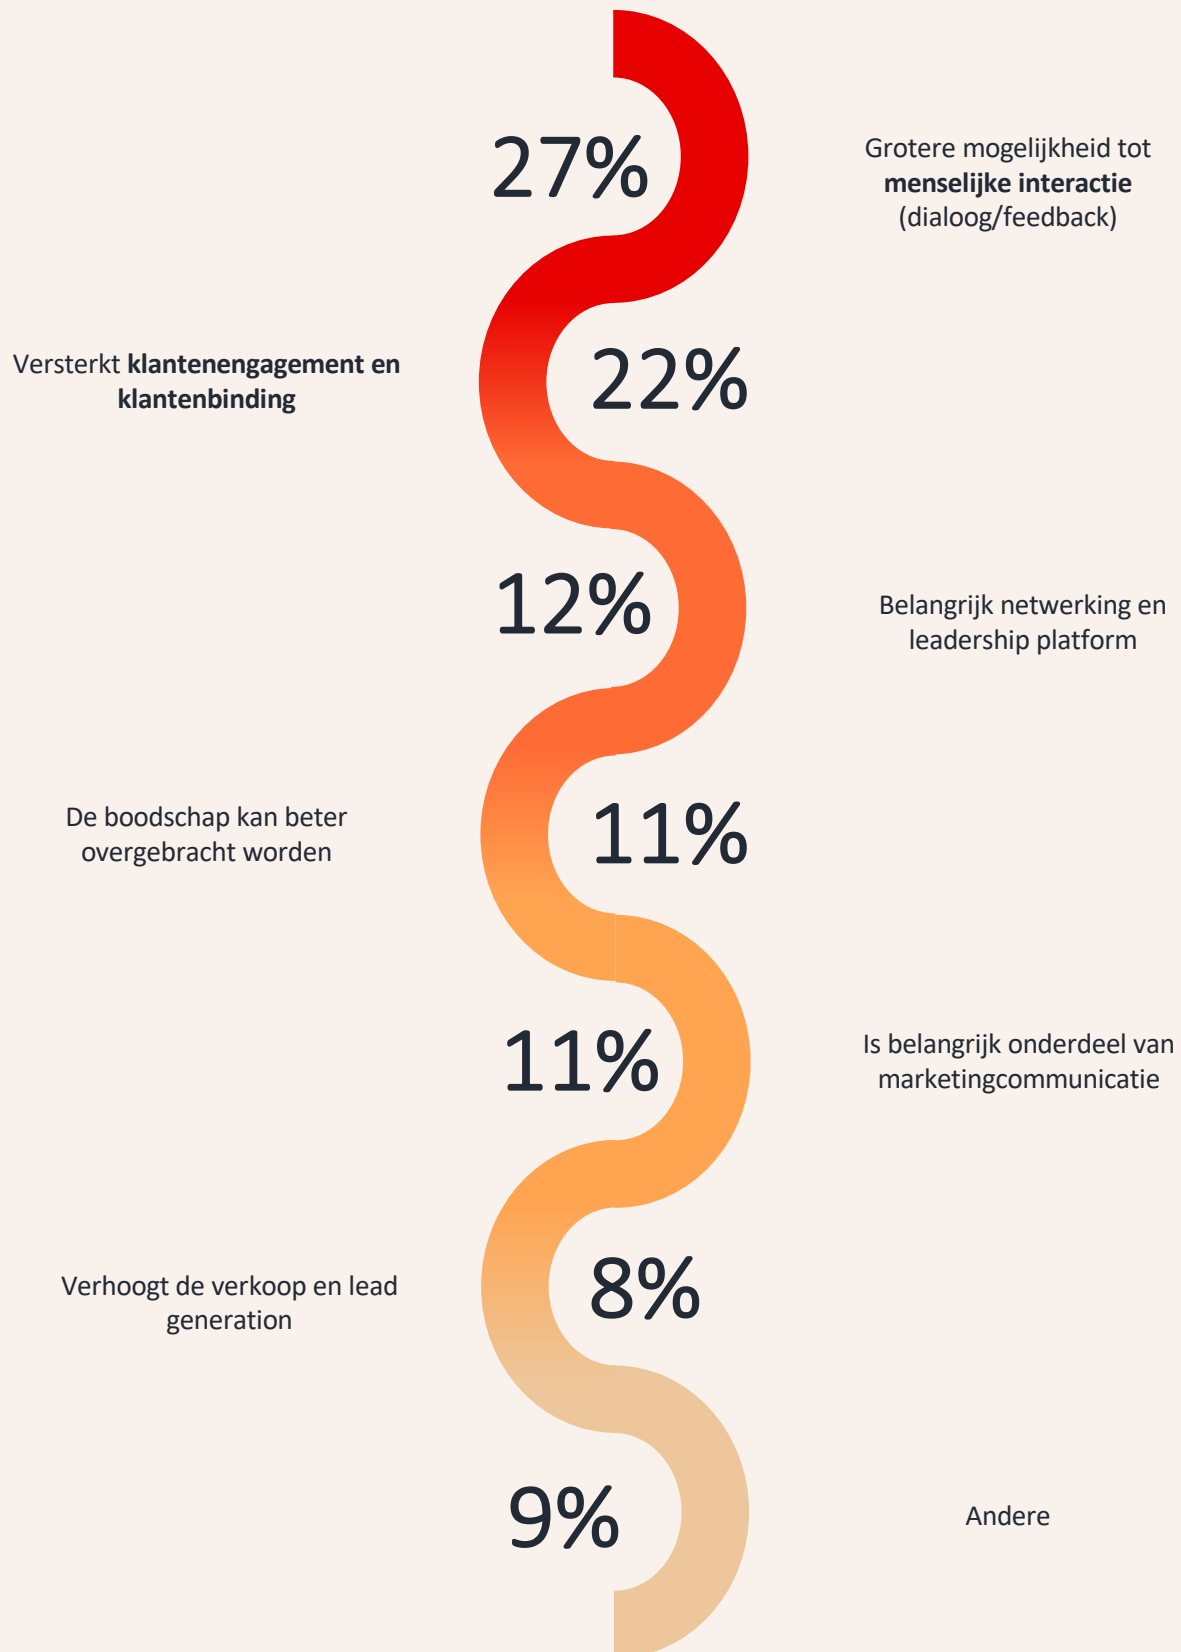 27%
Grotere mogelijkheid tot
menselijke interactie
(dialoog/feedback)
Versterkt klantenengagement en
klantenbinding
22%
12%
Belangrijk netwerking en
leadership platform
De boodschap kan beter
overgebracht worden
11%
11%
Is belangrijk onderdeel van
marketingcommunicatie
Verhoogt de verkoop en lead
generation
8%
9%
Andere